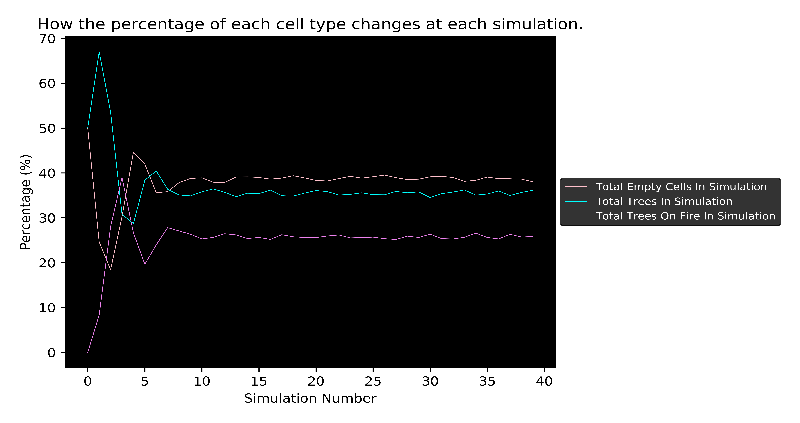 How the percentage of each cell type changes at each simulation.
70
60
50
40
30
20
10
0
Percentage (%)
0 5 10 15 20 25 30 35 40
Simulation Number
Total Empty Cells In Simulation
Total Trees In Simulation
Total Trees On Fire In Simulation